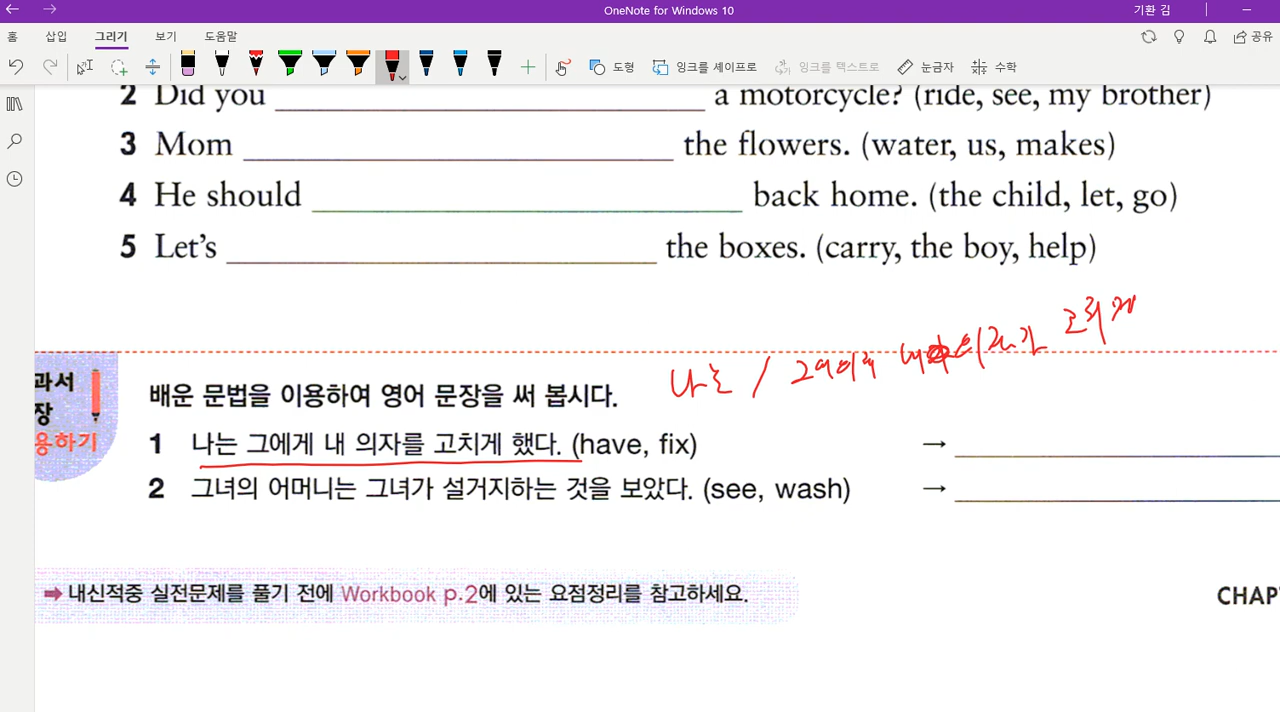 OneNote for Windows 10
기환 김
홈 삽입 그리기 보기 도움말
공유
도형 잉크를 셰이프로 잉크를 텍스트로 눈금자 수학
2 Did you ____ a motorcycle? (ride, see, my brother)
3 Mom ____ the flowers. (water, us, makes)
4 He should ____ back home. (the child, let, go)
5 Let's ____ the boxes. (carry, the boy, help)
나는 / 의자가 고치게
과서
장
용하기
배운 문법을 이용하여 영어 문장을 써 봅시다.
1 나는 그에게 내 의자를 고치게 했다. (have, fix) →
2 그녀의 어머니는 그녀가 설거지하는 것을 보았다. (see, wash) →
➡ 내신적중 실전문제를 풀기 전에 Workbook p.2에 있는 요점정리를 참고하세요.
CHAP